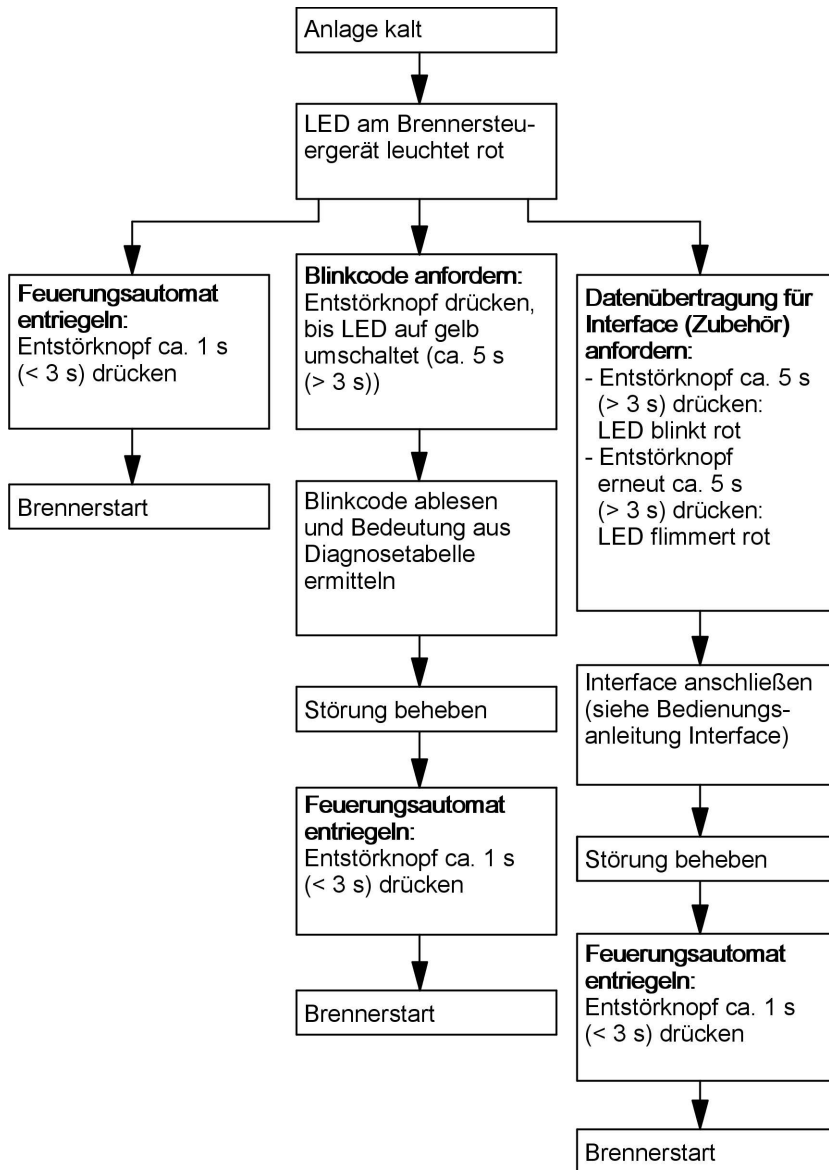 Anlage kalt
LED am Brennersteu-
ergerät leuchtet rot
Feuerungsautomat
entriegeln:
Entstörknopf ca. 1 s
(< 3 s) drücken
Brennerstart
Blinkcode anfordern:
Entstörknopf drücken,
bis LED auf gelb
umschaltet (ca. 5 s
(> 3 s))
Blinkcode ablesen
und Bedeutung aus
Diagnosetabelle
ermitteln
Störung beheben
Feuerungsautomat
entriegeln:
Entstörknopf ca. 1 s
(< 3 s) drücken
Brennerstart
Datenübertragung für
Interface (Zubehör)
anfordern:
- Entstörknopf ca. 5 s
(> 3 s) drücken:
LED blinkt rot
- Entstörknopf
erneut ca. 5 s
(> 3 s) drücken:
LED flimmert rot
Interface anschließen
(siehe Bedienungs-
anleitung Interface)
Störung beheben
Feuerungsautomat
entriegeln:
Entstörknopf ca. 1 s
(< 3 s) drücken
Brennerstart